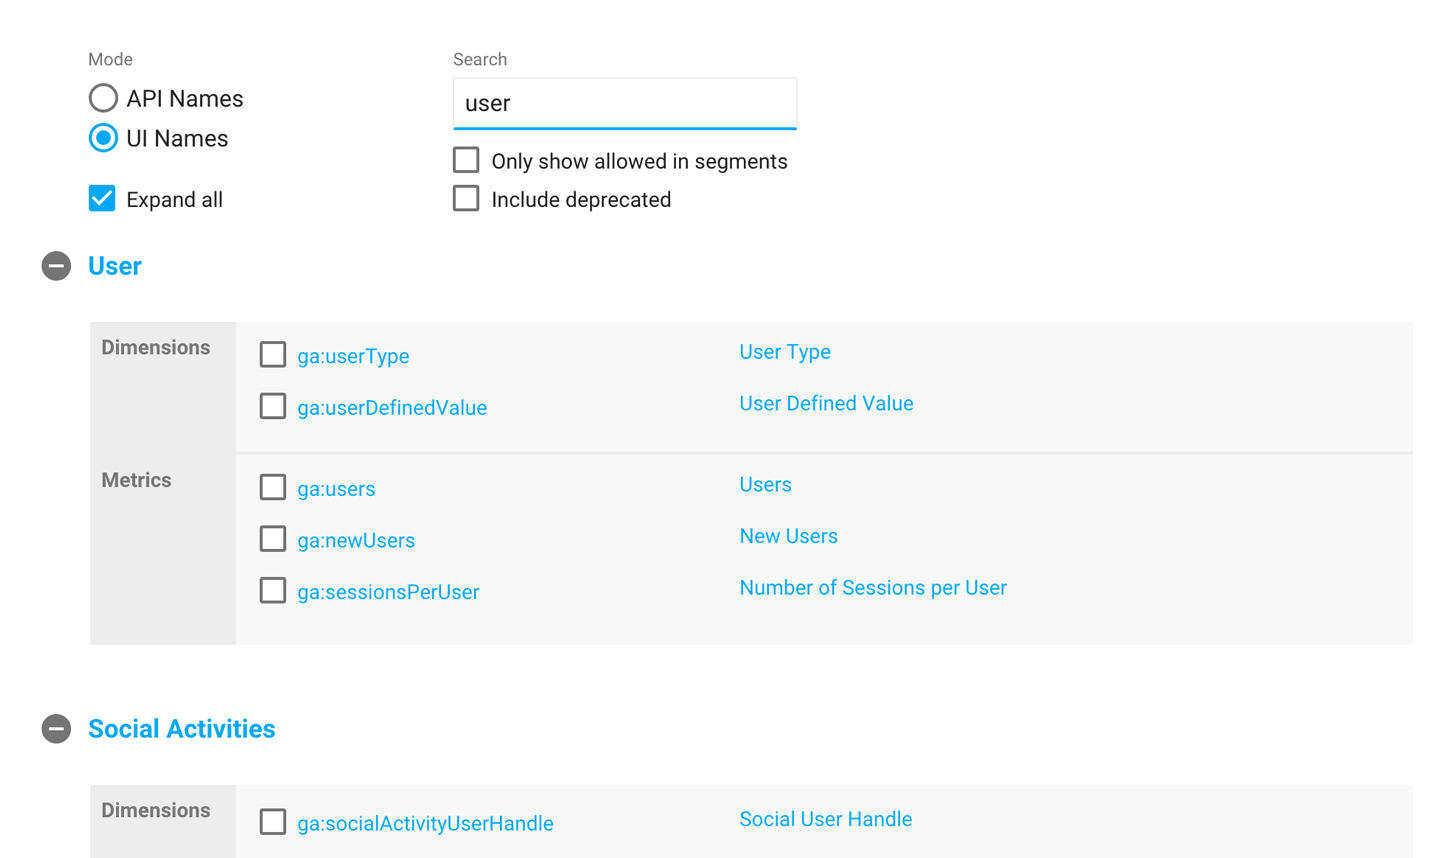 Mode
API Names
UI Names
Expand all
Search
user
Only show allowed in segments
Include deprecated
User
Dimensions
ga:userType User Type
ga:userDefinedValue User Defined Value
Metrics
ga:users Users
ga:newUsers New Users
ga:sessionsPerUser Number of Sessions per User
Social Activities
Dimensions
ga:socialActivityUserHandle Social User Handle